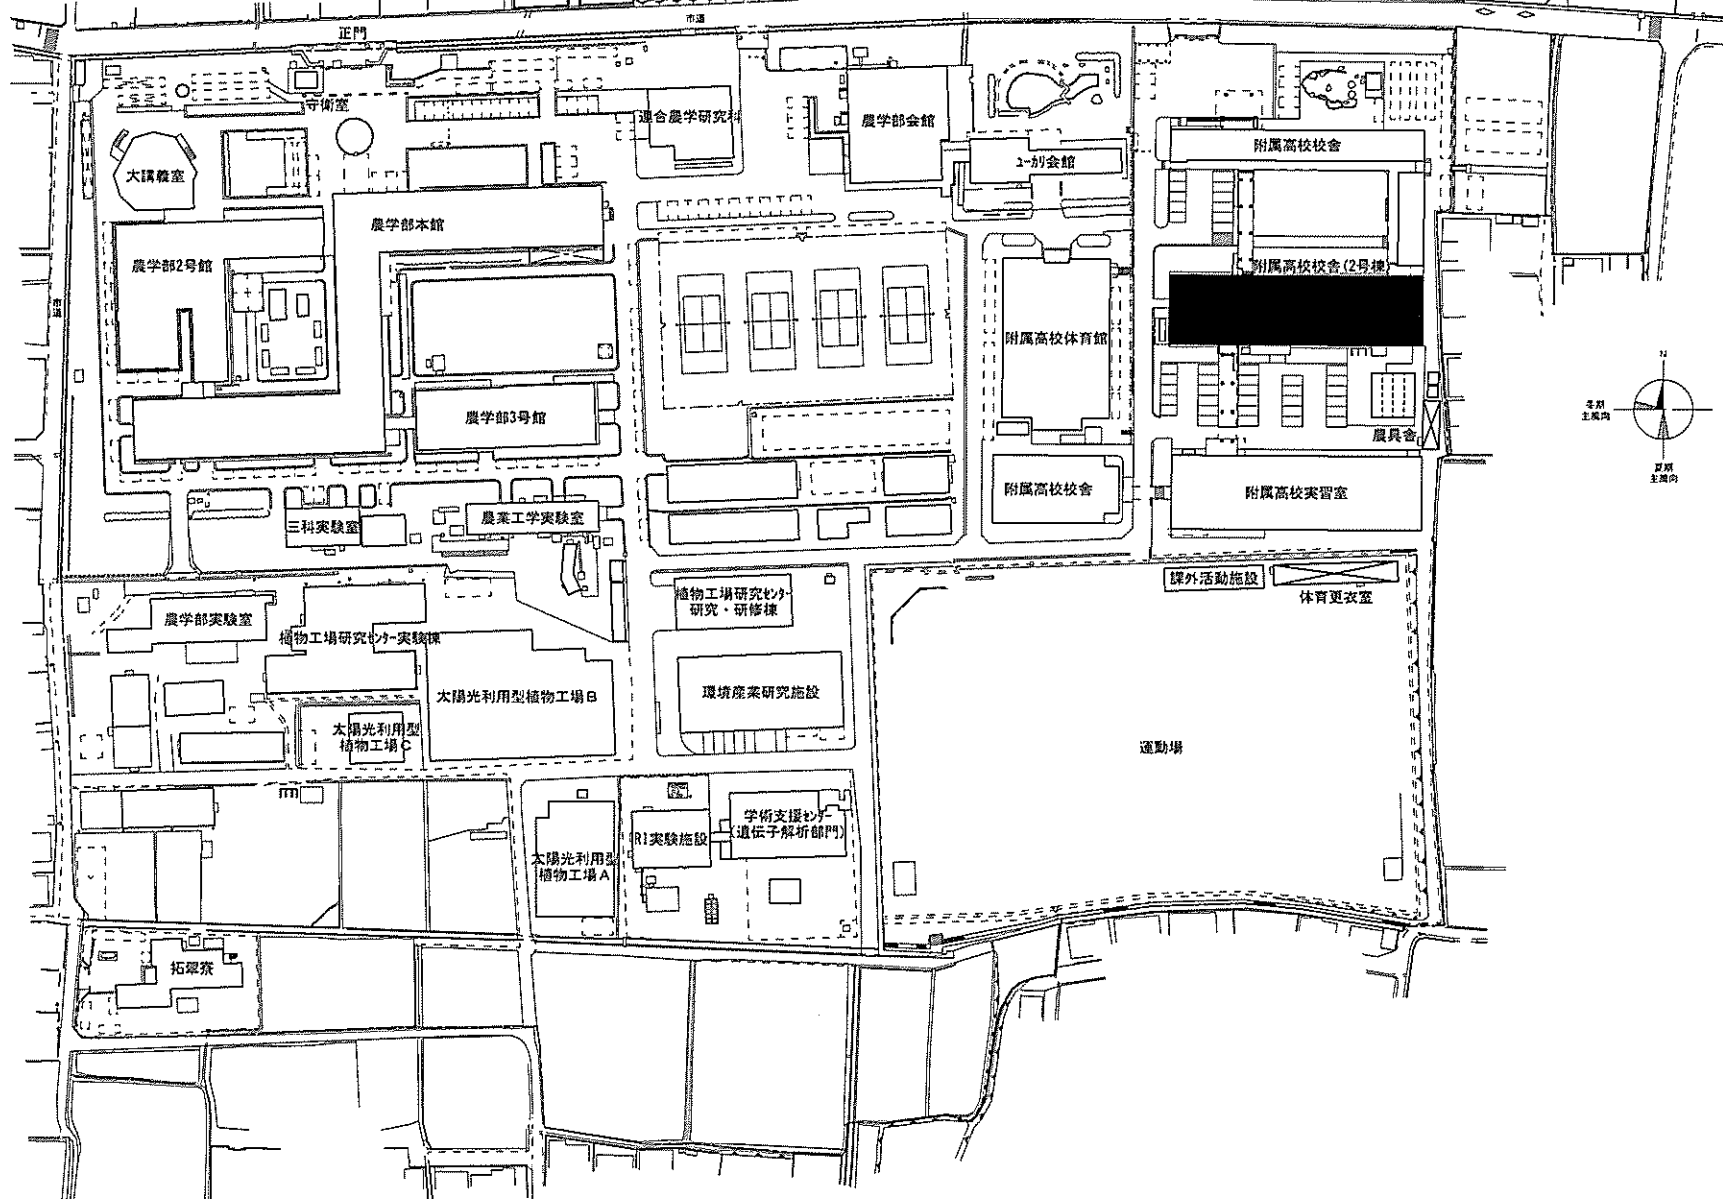 市道
正門
守衛室
連合農学研究科
農学部会館
ユーカリ会館
附属高校校舎
大講義室
農学部本館
農学部2号館
附属高校校舎(2号棟)
市道
附属高校体育館
N
冬期
主風向
夏期
主風向
農学部3号館
農具舎
附属高校校舎
附属高校実習室
三科実験室
農業工学実験室
課外活動施設
体育更衣室
植物工場研究センター
研究・研修棟
農学部実験室
植物工場研究センター実験棟
太陽光利用型植物工場B
環境産業研究施設
太陽光利用型
植物工場C
運動場
学術支援センター
(遺伝子解析部門)
RI実験施設
太陽光利用型
植物工場A
拓翠寮